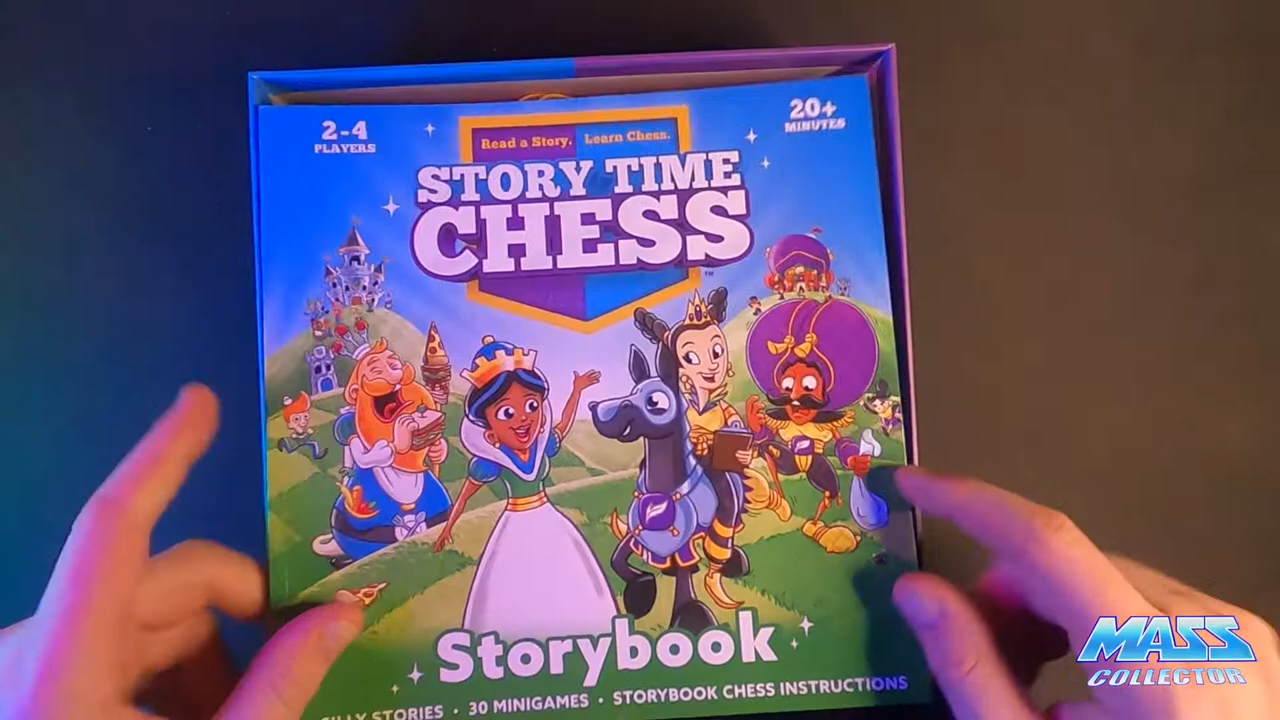 2-4
PLAYERS
20+
MINUTES
Read a Story. Learn Chess.
STORY TIME
CHESS
™
Storybook
SILLY STORIES • 30 MINIGAMES • STORYBOOK CHESS INSTRUCTIONS
MASS
COLLECTOR